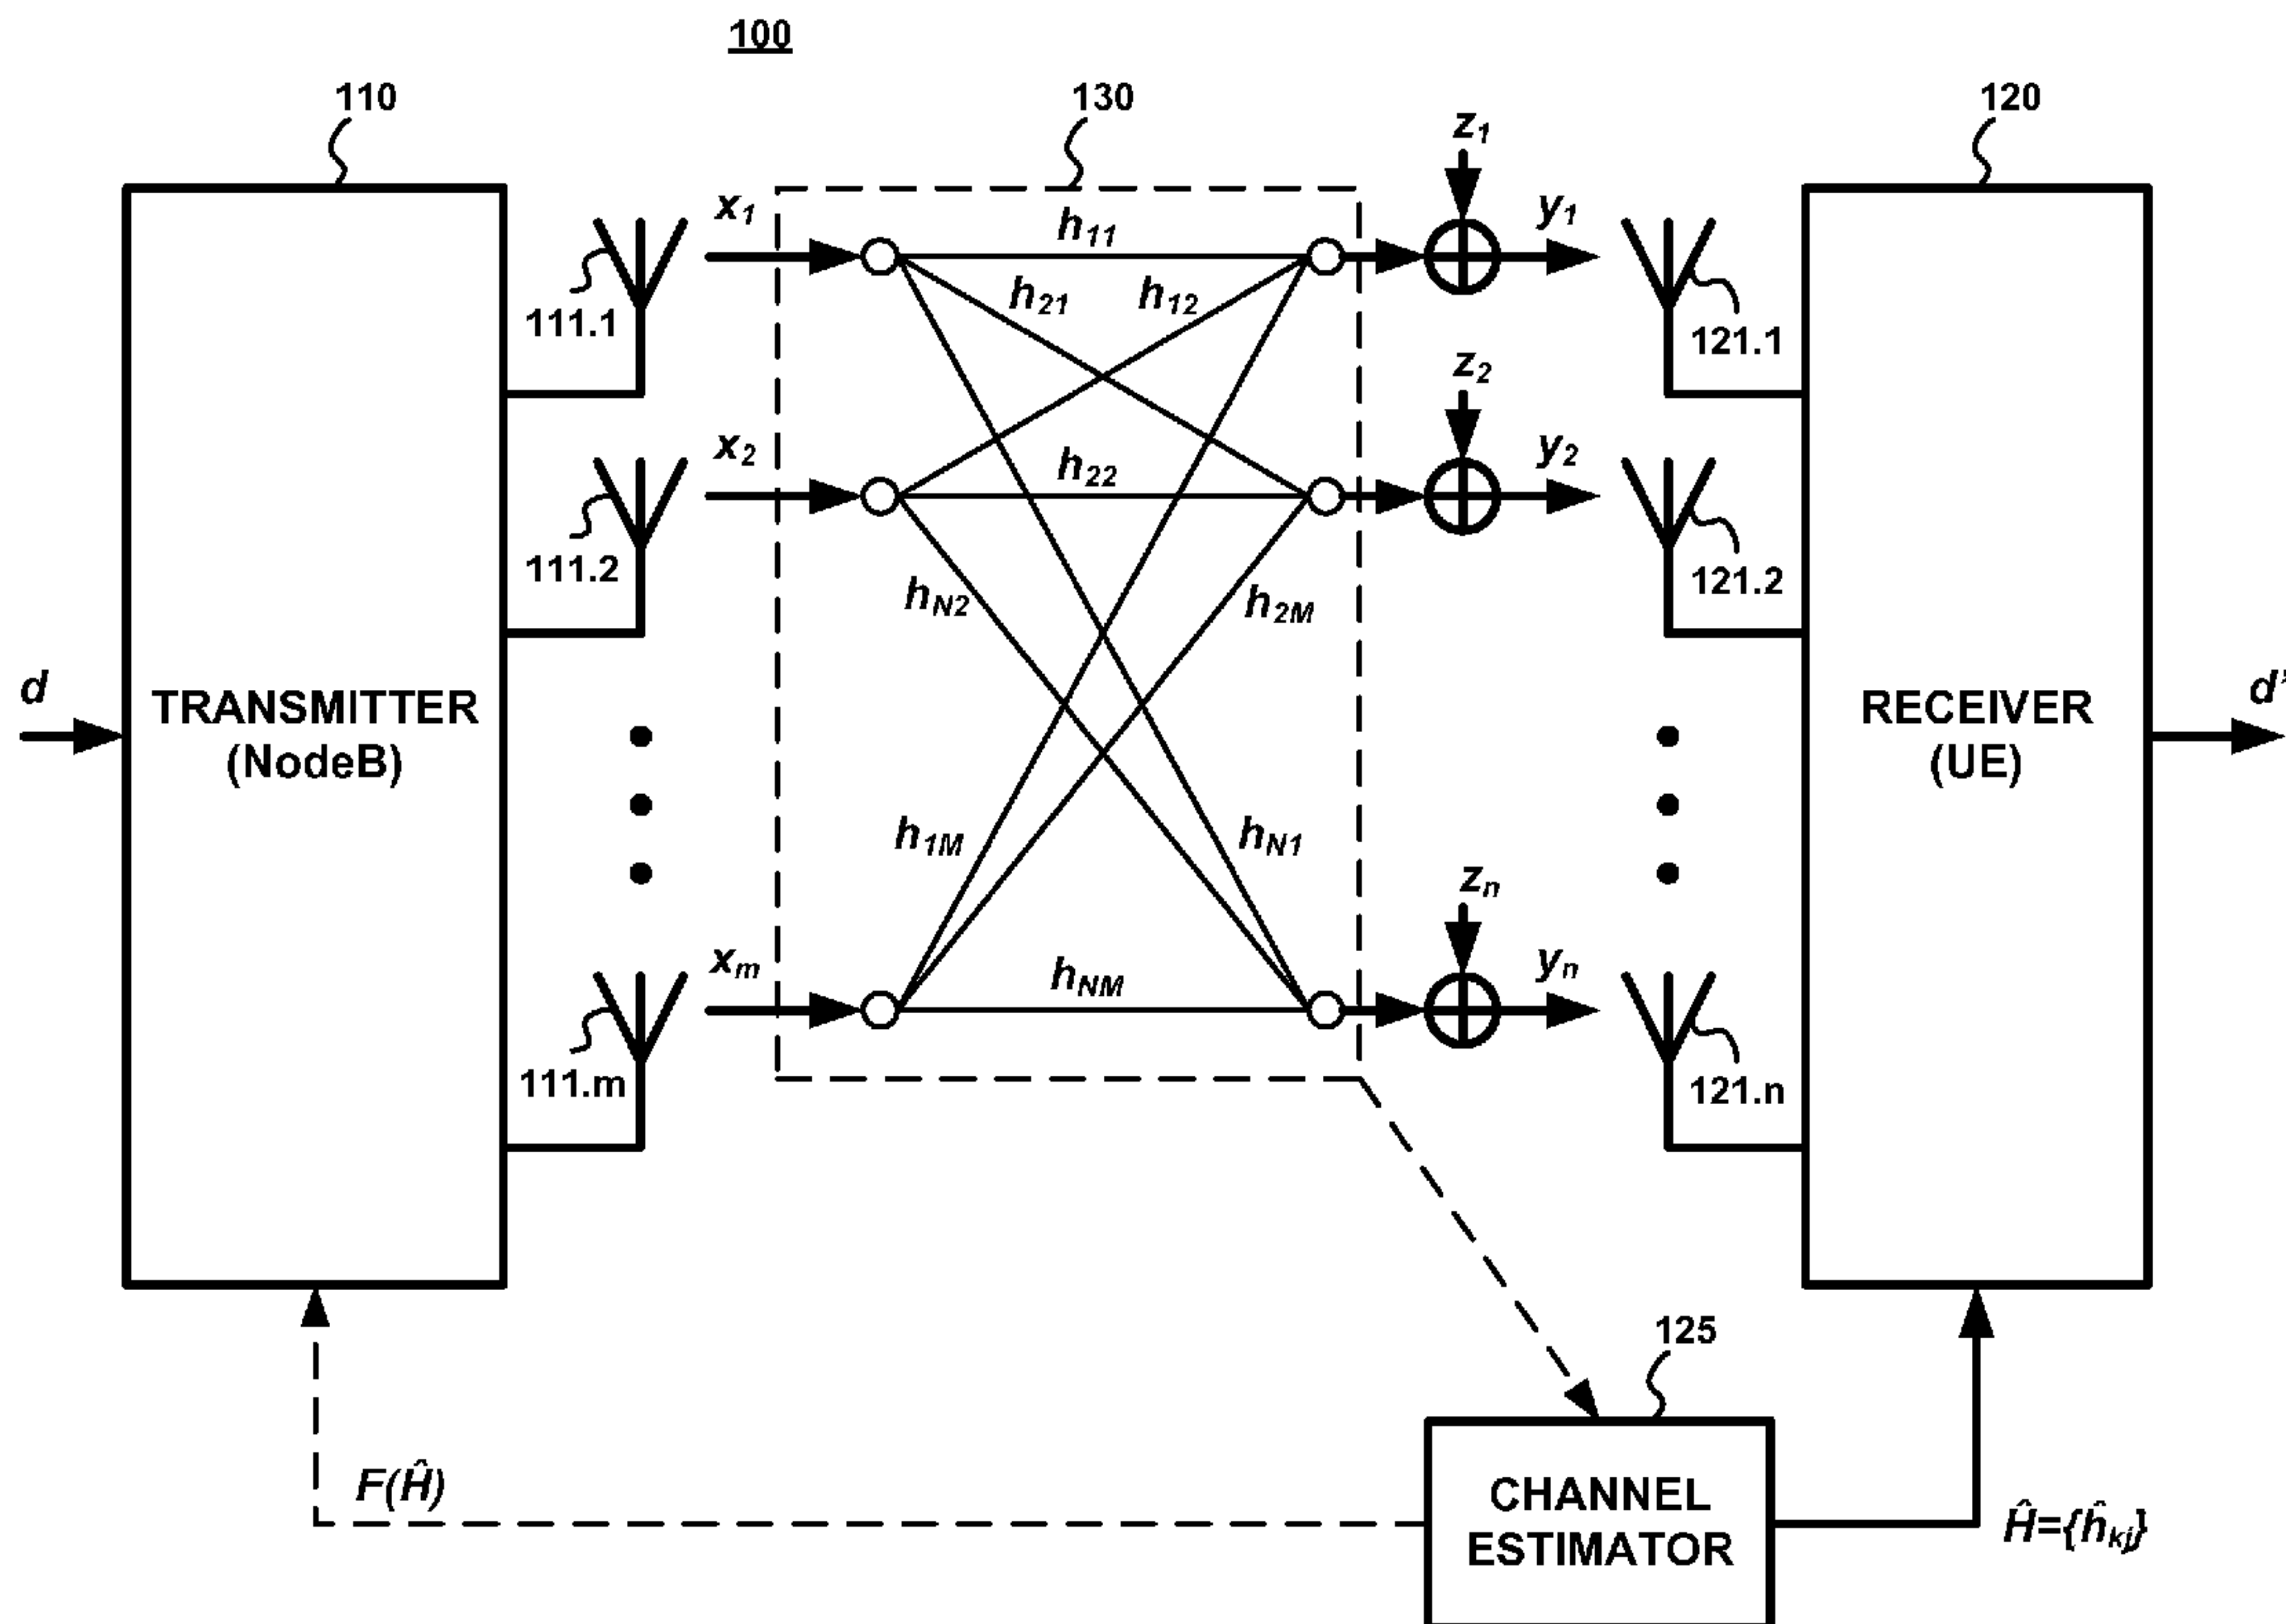 100
110
130
120
z1
x1
h11
y1
h21
h12
111.1
121.1
z2
x2
h22
y2
111.2
121.2
hN2
h2M
d
TRANSMITTER
(NodeB)
RECEIVER
(UE)
d'
h1M
hN1
zn
xm
hNM
yn
111.m
121.n
125
F(Ĥ)
CHANNEL
ESTIMATOR
Ĥ={ĥkj}